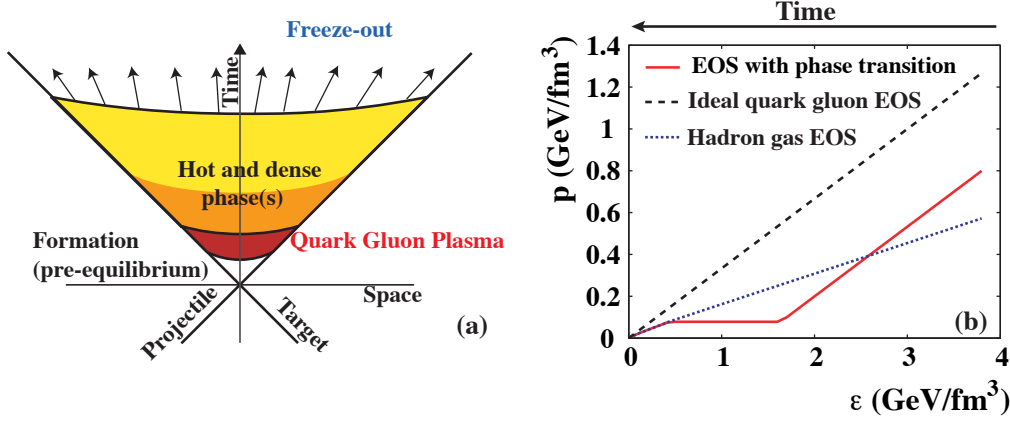 Freeze-out
Time
Hot and dense
phase(s)
Formation
(pre-equilibrium)
Quark Gluon Plasma
Space
Projectile
Target
(a)
Time
1.4
1.2
1
0.8
0.6
0.4
0.2
0
p (GeV/fm3)
EOS with phase transition
Ideal quark gluon EOS
Hadron gas EOS
(b)
0 1 2 3 4
ε (GeV/fm3)